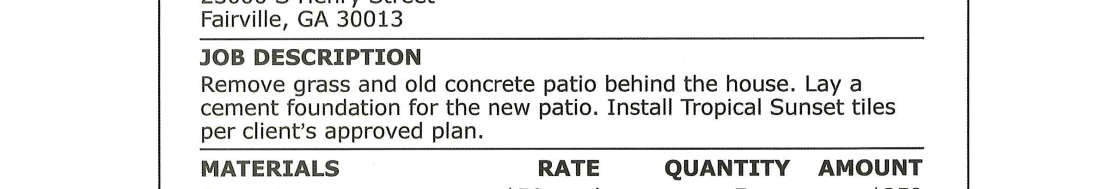 Fairville, GA 30013
JOB DESCRIPTION
Remove grass and old concrete patio behind the house. Lay a
cement foundation for the new patio. Install Tropical Sunset tiles
per client's approved plan.
MATERIALS RATE QUANTITY AMOUNT